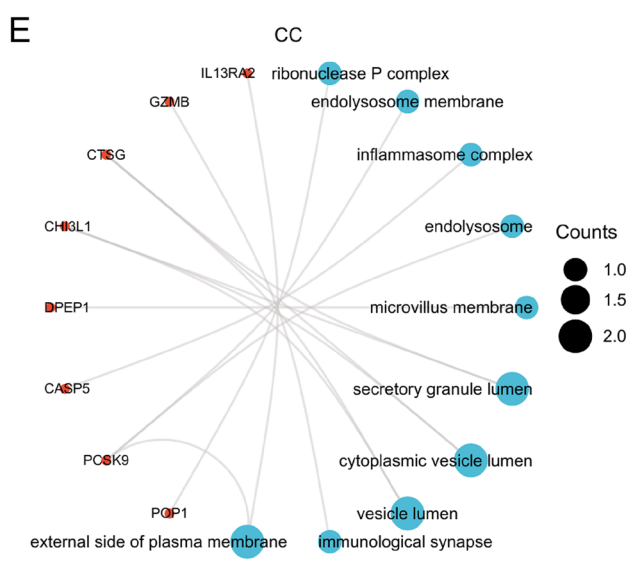 E
CC
IL13RA2
ribonuclease P complex
GZMB
endolysosome membrane
CTSG
inflammasome complex
CHI3L1
endolysosome
Counts
1.0
1.5
2.0
DPEP1
microvillus membrane
CASP5
secretory granule lumen
PCSK9
cytoplasmic vesicle lumen
POP1
vesicle lumen
external side of plasma membrane
immunological synapse